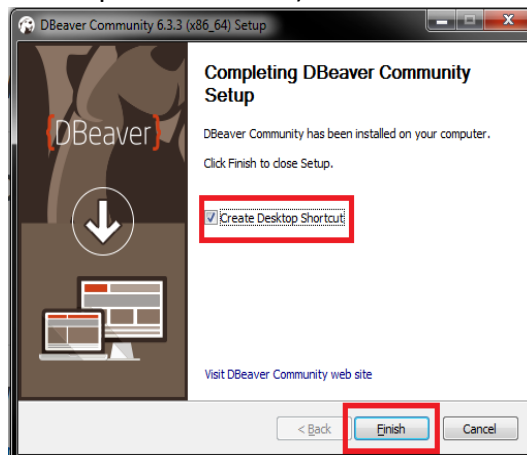 DBeaver Community 6.3.3 (x86_64) Setup
Completing DBeaver Community
Setup
{DBeaver}
DBeaver Community has been installed on your computer.
Click Finish to close Setup.
Create Desktop Shortcut
Visit DBeaver Community web site
< Back
Finish
Cancel